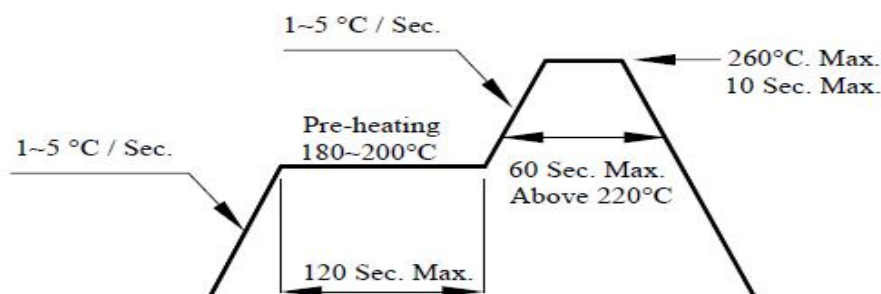 1~5 °C / Sec.
260°C. Max.
10 Sec. Max.
Pre-heating
180~200°C
1~5 °C / Sec.
60 Sec. Max.
Above 220°C
120 Sec. Max.